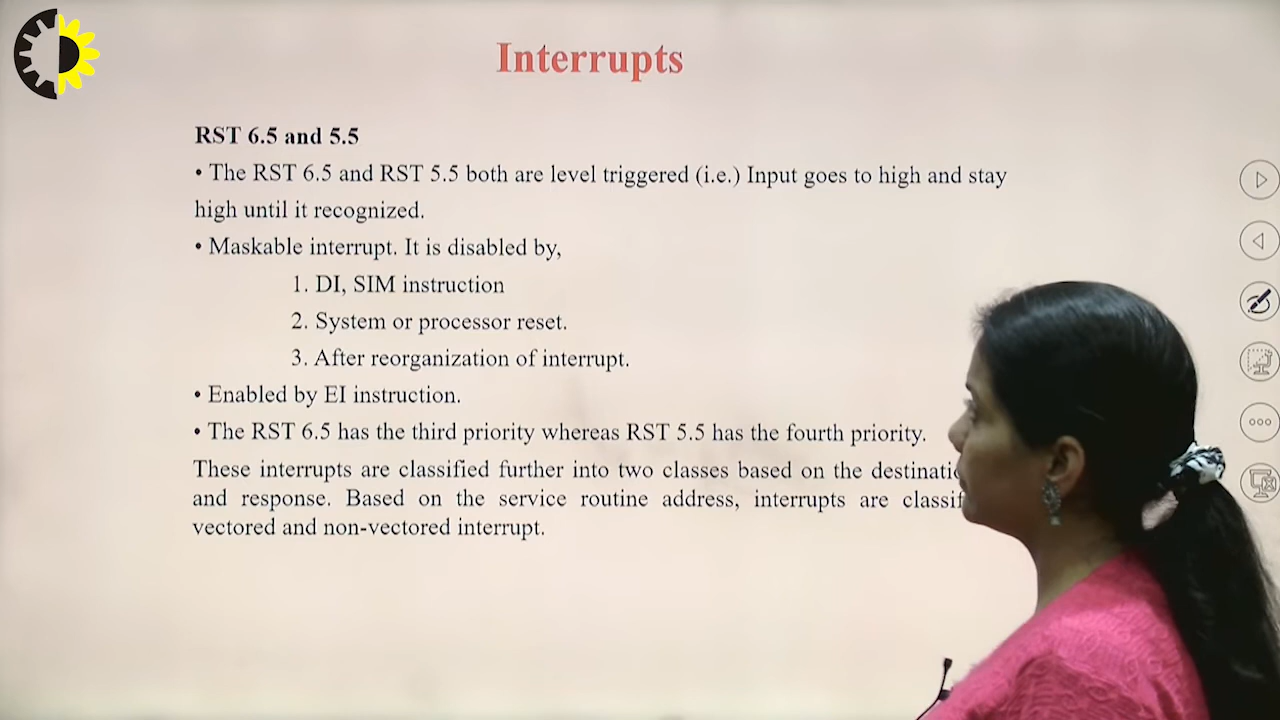 Interrupts
RST 6.5 and 5.5
• The RST 6.5 and RST 5.5 both are level triggered (i.e.) Input goes to high and stay
high until it recognized.
• Maskable interrupt. It is disabled by,
1. DI, SIM instruction
2. System or processor reset.
3. After reorganization of interrupt.
• Enabled by EI instruction.
• The RST 6.5 has the third priority whereas RST 5.5 has the fourth priority.
These interrupts are classified further into two classes based on the
and response. Based on the service routine address, interrupts are
vectored and non-vectored interrupt.